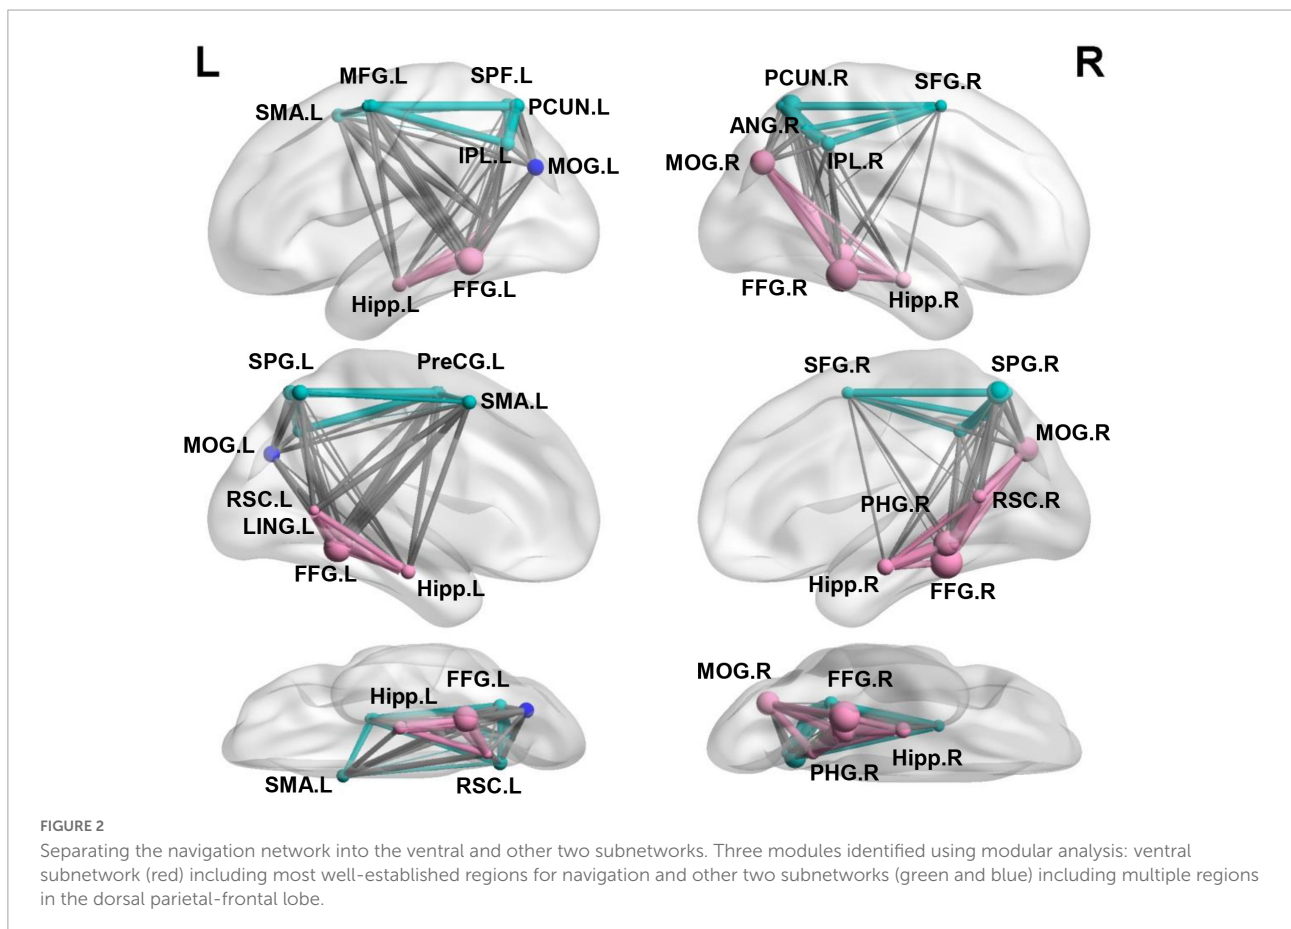 L
R
MFG.L
SPF.L
SMA.L
PCUN.L
IPL.L
MOG.L
Hipp.L
FFG.L
PCUN.R
SFG.R
ANG.R
MOG.R
IPL.R
FFG.R
Hipp.R
SPG.L
PreCG.L
SMA.L
MOG.L
RSC.L
LING.L
FFG.L
Hipp.L
SFG.R
SPG.R
MOG.R
PHG.R
RSC.R
Hipp.R
FFG.R
FFG.L
Hipp.L
SMA.L
RSC.L
MOG.R
FFG.R
Hipp.R
PHG.R
FIGURE 2
Separating the navigation network into the ventral and other two subnetworks. Three modules identified using modular analysis: ventral
subnetwork (red) including most well-established regions for navigation and other two subnetworks (green and blue) including multiple regions
in the dorsal parietal-frontal lobe.